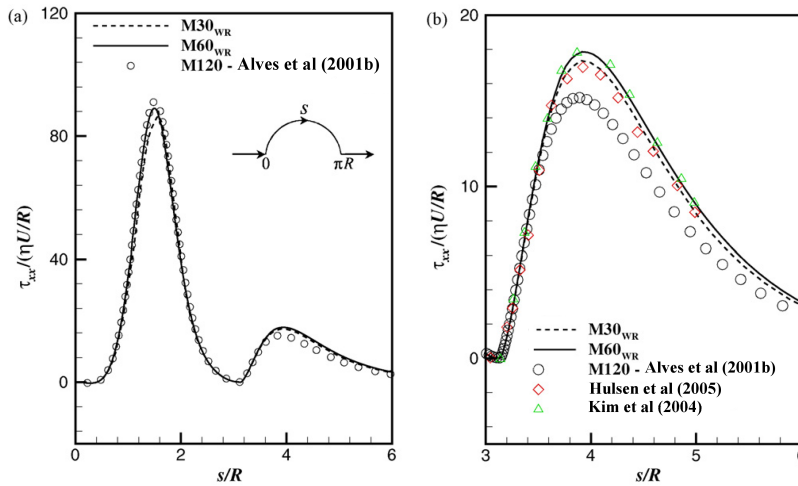 (a)
120
80
40
0
τxx/(ηU/R)
0 2 4 6
s/R
M30WR
M60WR
M120 - Alves et al (2001b)
s
0 πR
(b)
20
15
10
5
0
τxx/(ηU/R)
3 4 5 6
s/R
M30WR
M60WR
M120 - Alves et al (2001b)
Hulsen et al (2005)
Kim et al (2004)